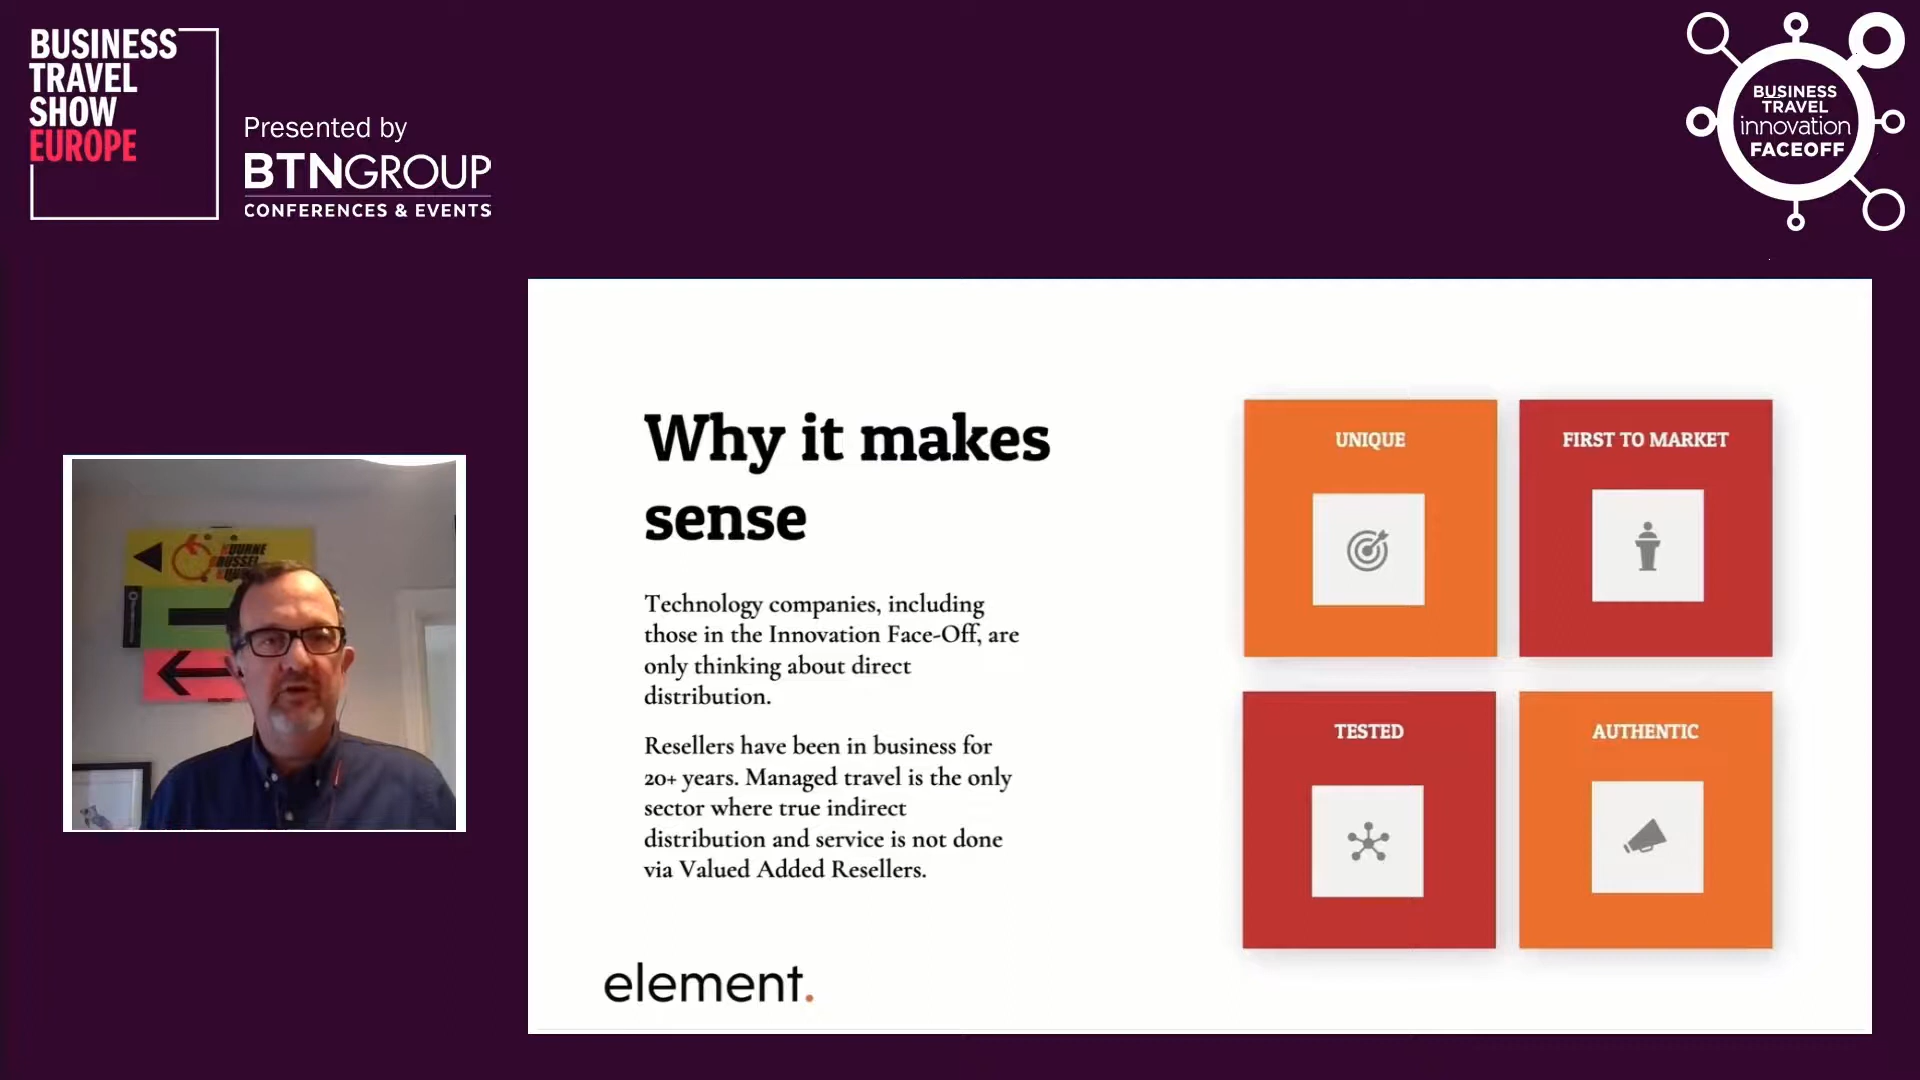 BUSINESS
TRAVEL
SHOW
EUROPE
Presented by
BTNGROUP
CONFERENCES & EVENTS
BUSINESS
TRAVEL
innovation
FACEOFF
Why it makes
sense
Technology companies, including
those in the Innovation Face-Off, are
only thinking about direct
distribution.
Resellers have been in business for
20+ years. Managed travel is the only
sector where true indirect
distribution and service is not done
via Valued Added Resellers.
element.
UNIQUE
FIRST TO MARKET
TESTED
AUTHENTIC